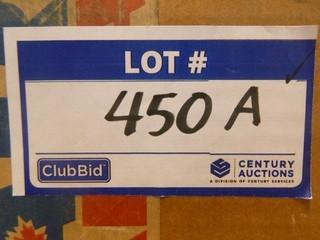 LOT #
450 A
ClubBid
CENTURY
AUCTIONS
A DIVISION OF CENTURY SERVICES